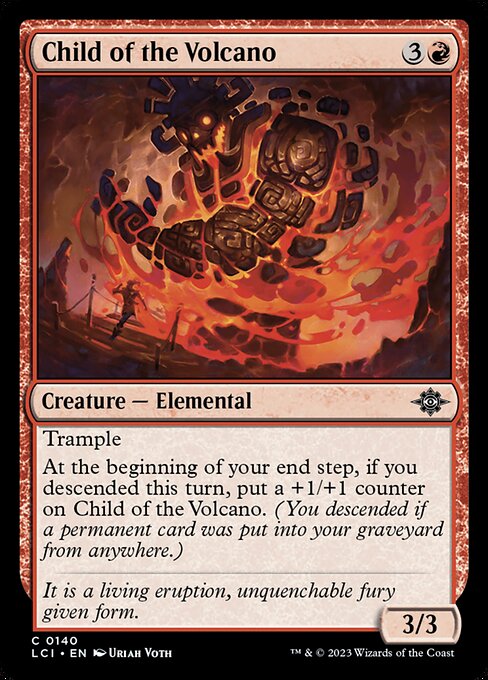 Child of the Volcano 3
Creature — Elemental
Trample
At the beginning of your end step, if you
descended this turn, put a +1/+1 counter
on Child of the Volcano. (You descended if
a permanent card was put into your graveyard
from anywhere.)
It is a living eruption, unquenchable fury
given form.
3/3
C 0140
LCI • EN Uriah Voth
™ & © 2023 Wizards of the Coast